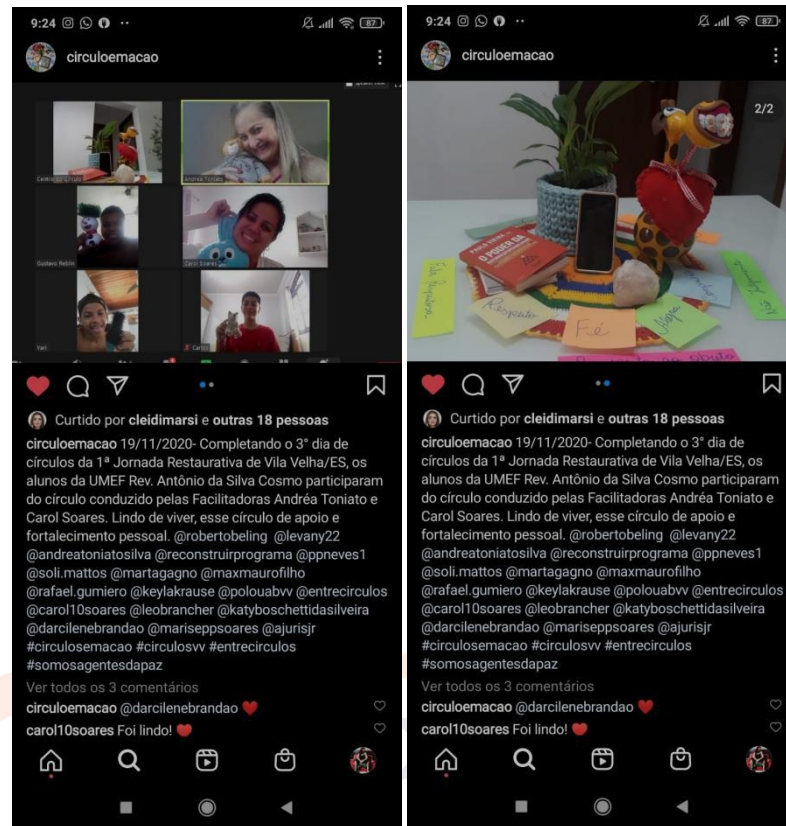 9:24
87
circuloemacao
Centro do Círculo
Andréa Toniato
Gustavo Reblin
Carol Soares
Yuri
Carlos
Curtido por cleidimarsi e outras 18 pessoas
circuloemacao 19/11/2020- Completando o 3° dia de
círculos da 1ª Jornada Restaurativa de Vila Velha/ES, os
alunos da UMEF Rev. Antônio da Silva Cosmo participaram
do círculo conduzido pelas Facilitadoras Andréa Toniato e
Carol Soares. Lindo de viver, esse círculo de apoio e
fortalecimento pessoal. @robertobeling @levany22
@andreatoniatosilva @reconstruirprograma @ppneves1
@soli.mattos @martagagno @maxmaurofilho
@rafael.gumiero @keylakrause @polouabvv @entrecirculos
@carol10soares @leobrancher @katyboschettidasilveira
@darcilenebrandao @mariseppsoares @ajurisjr
#circulosemacao #circulosvv #entrecirculos
#somosagentesdapaz
Ver todos os 3 comentários
circuloemacao @darcilenebrandao ❤️
carol10soares Foi lindo! ❤️
9:24
87
circuloemacao
2/2
O PODER DA
Respeito
Fé
Curtido por cleidimarsi e outras 18 pessoas
circuloemacao 19/11/2020- Completando o 3° dia de
círculos da 1ª Jornada Restaurativa de Vila Velha/ES, os
alunos da UMEF Rev. Antônio da Silva Cosmo participaram
do círculo conduzido pelas Facilitadoras Andréa Toniato e
Carol Soares. Lindo de viver, esse círculo de apoio e
fortalecimento pessoal. @robertobeling @levany22
@andreatoniatosilva @reconstruirprograma @ppneves1
@soli.mattos @martagagno @maxmaurofilho
@rafael.gumiero @keylakrause @polouabvv @entrecirculos
@carol10soares @leobrancher @katyboschettidasilveira
@darcilenebrandao @mariseppsoares @ajurisjr
#circulosemacao #circulosvv #entrecirculos
#somosagentesdapaz
Ver todos os 3 comentários
circuloemacao @darcilenebrandao ❤️
carol10soares Foi lindo! ❤️